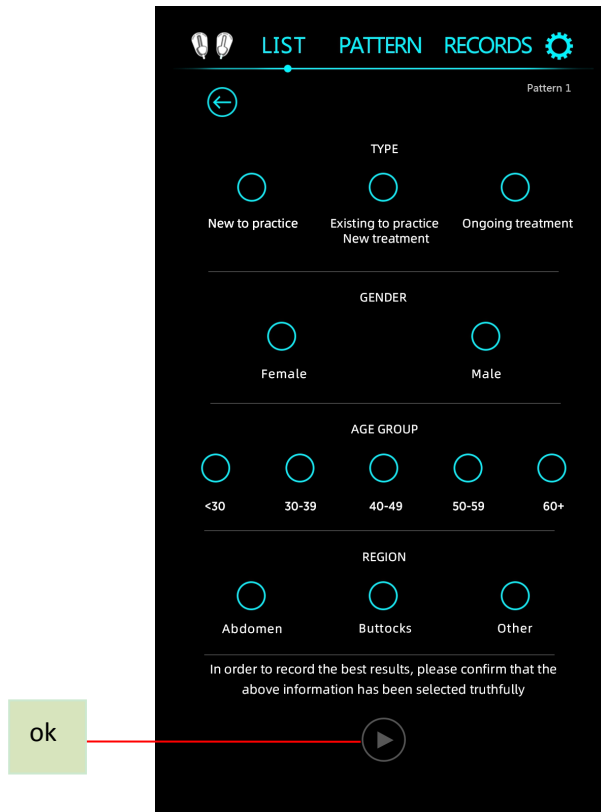 LIST PATTERN RECORDS
Pattern 1
TYPE
New to practice Existing to practice Ongoing treatment
New treatment
GENDER
Female Male
AGE GROUP
<30 30-39 40-49 50-59 60+
REGION
Abdomen Buttocks Other
In order to record the best results, please confirm that the
above information has been selected truthfully
ok